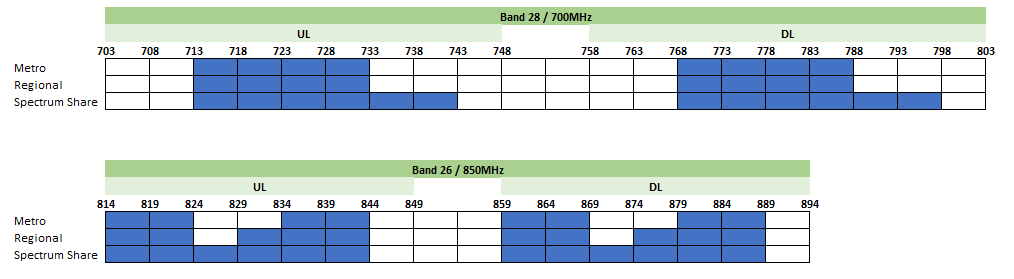 Band 28 / 700MHz
UL DL
703 708 713 718 723 728 733 738 743 748 758 763 768 773 778 783 788 793 798 803
Metro
Regional
Spectrum Share
Band 26 / 850MHz
UL DL
814 819 824 829 834 839 844 849 859 864 869 874 879 884 889 894
Metro
Regional
Spectrum Share